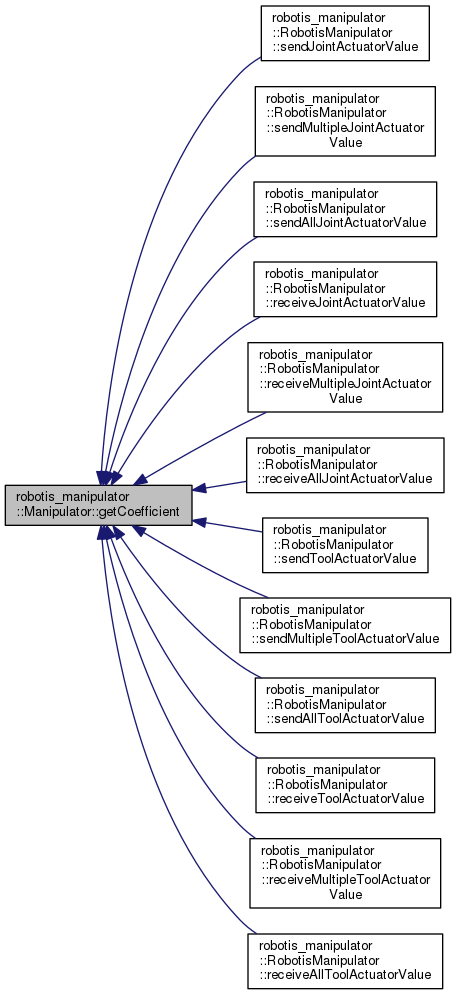 robotis_manipulator
::RobotisManipulator
::sendJointActuatorValue
robotis_manipulator
::RobotisManipulator
::sendMultipleJointActuator
Value
robotis_manipulator
::RobotisManipulator
::sendAllJointActuatorValue
robotis_manipulator
::RobotisManipulator
::receiveJointActuatorValue
robotis_manipulator
::RobotisManipulator
::receiveMultipleJointActuator
Value
robotis_manipulator
::RobotisManipulator
::receiveAllJointActuatorValue
robotis_manipulator
::Manipulator::getCoefficient
robotis_manipulator
::RobotisManipulator
::sendToolActuatorValue
robotis_manipulator
::RobotisManipulator
::sendMultipleToolActuatorValue
robotis_manipulator
::RobotisManipulator
::sendAllToolActuatorValue
robotis_manipulator
::RobotisManipulator
::receiveToolActuatorValue
robotis_manipulator
::RobotisManipulator
::receiveMultipleToolActuator
Value
robotis_manipulator
::RobotisManipulator
::receiveAllToolActuatorValue